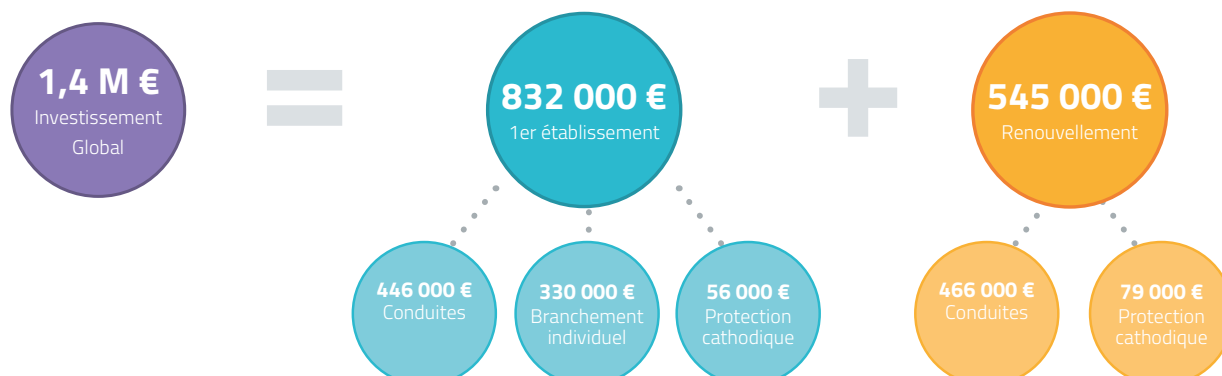 1,4 M €
Investissement
Global
=
832 000 €
1er établissement
+
545 000 €
Renouvellement
446 000 €
Conduites
330 000 €
Branchement
individuel
56 000 €
Protection
cathodique
466 000 €
Conduites
79 000 €
Protection
cathodique